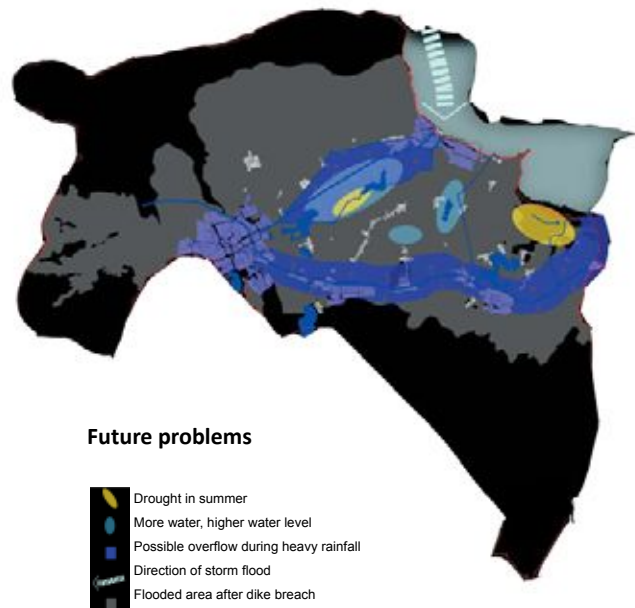 Future problems
Drought in summer
More water, higher water level
Possible overflow during heavy rainfall
Direction of storm flood
Flooded area after dike breach